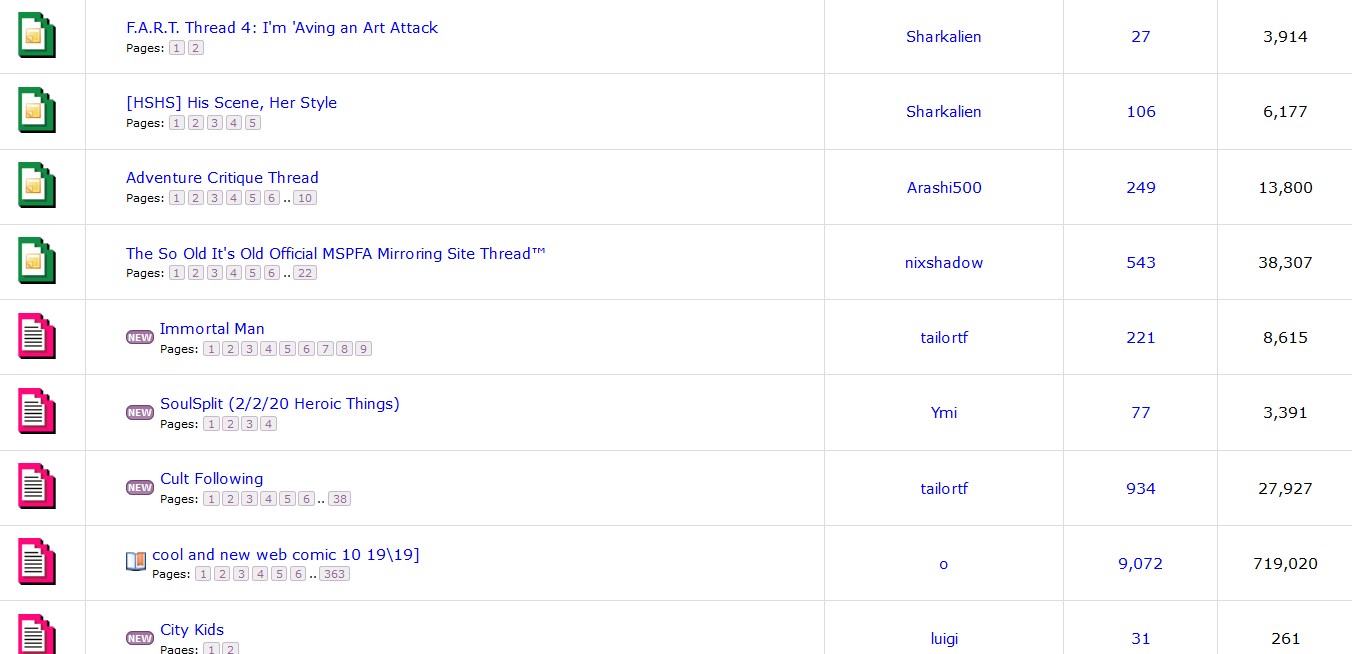 F.A.R.T. Thread 4: I'm 'Aving an Art Attack
Pages: 1 2
Sharkalien
27
3,914
[HSHS] His Scene, Her Style
Pages: 1 2 3 4 5
Sharkalien
106
6,177
Adventure Critique Thread
Pages: 1 2 3 4 5 6 .. 10
Arashi500
249
13,800
The So Old It's Old Official MSPFA Mirroring Site Thread™
Pages: 1 2 3 4 5 6 .. 22
nixshadow
543
38,307
NEW Immortal Man
Pages: 1 2 3 4 5 6 7 8 9
tailortf
221
8,615
NEW SoulSplit (2/2/20 Heroic Things)
Pages: 1 2 3 4
Ymi
77
3,391
NEW Cult Following
Pages: 1 2 3 4 5 6 .. 38
tailortf
934
27,927
cool and new web comic 10 19\19]
Pages: 1 2 3 4 5 6 .. 363
o
9,072
719,020
NEW City Kids
Pages: 1 2
luigi
31
261